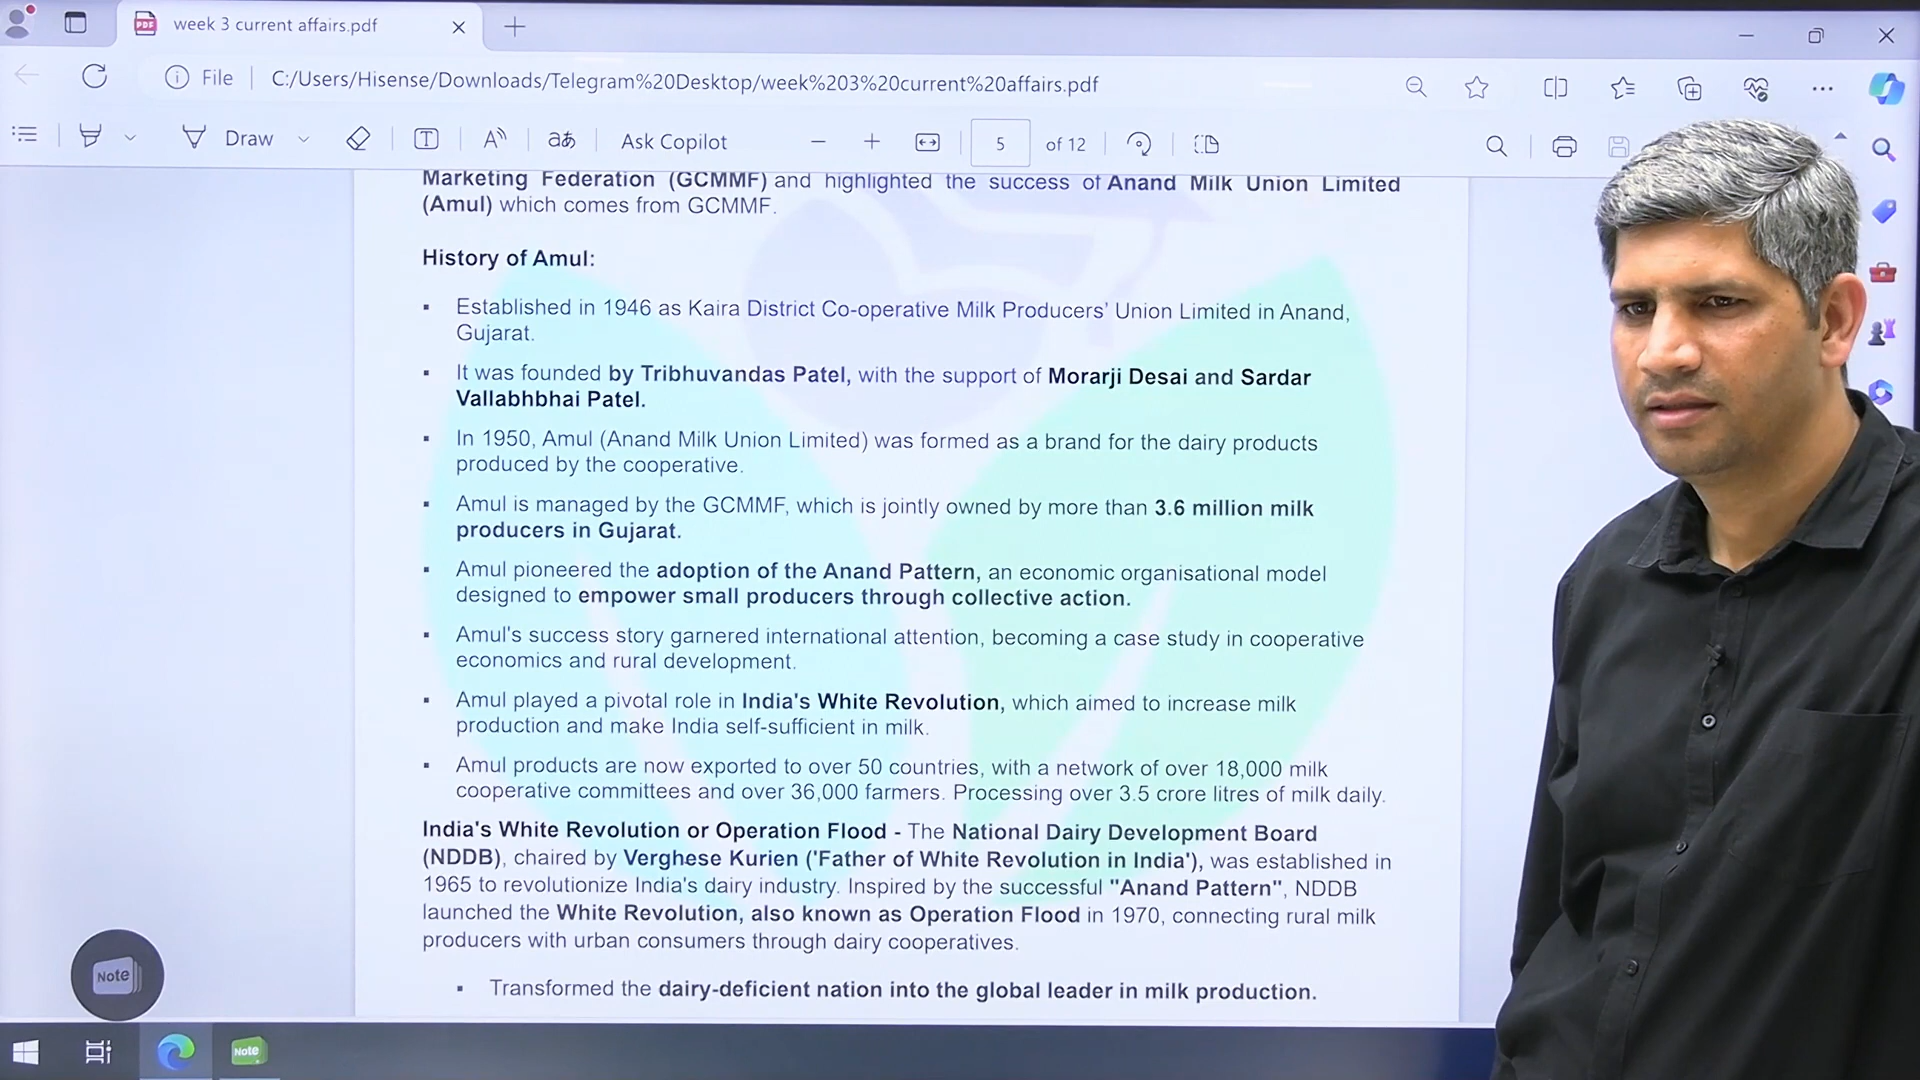 week 3 current affairs.pdf
File
C:/Users/Hisense/Downloads/Telegram%20Desktop/week%203%20current%20affairs.pdf
Draw
Ask Copilot
5 of 12
Marketing Federation (GCMMF) and highlighted the success of Anand Milk Union Limited
(Amul) which comes from GCMMF.
History of Amul:
▪ Established in 1946 as Kaira District Co-operative Milk Producers' Union Limited in Anand,
Gujarat.
▪ It was founded by Tribhuvandas Patel, with the support of Morarji Desai and Sardar
Vallabhbhai Patel.
▪ In 1950, Amul (Anand Milk Union Limited) was formed as a brand for the dairy products
produced by the cooperative.
▪ Amul is managed by the GCMMF, which is jointly owned by more than 3.6 million milk
producers in Gujarat.
▪ Amul pioneered the adoption of the Anand Pattern, an economic organisational model
designed to empower small producers through collective action.
▪ Amul's success story garnered international attention, becoming a case study in cooperative
economics and rural development.
▪ Amul played a pivotal role in India's White Revolution, which aimed to increase milk
production and make India self-sufficient in milk.
▪ Amul products are now exported to over 50 countries, with a network of over 18,000 milk
cooperative committees and over 36,000 farmers. Processing over 3.5 crore litres of milk daily.
India's White Revolution or Operation Flood - The National Dairy Development Board
(NDDB), chaired by Verghese Kurien ('Father of White Revolution in India'), was established in
1965 to revolutionize India's dairy industry. Inspired by the successful "Anand Pattern", NDDB
launched the White Revolution, also known as Operation Flood in 1970, connecting rural milk
producers with urban consumers through dairy cooperatives.
▪ Transformed the dairy-deficient nation into the global leader in milk production.
Note
Note